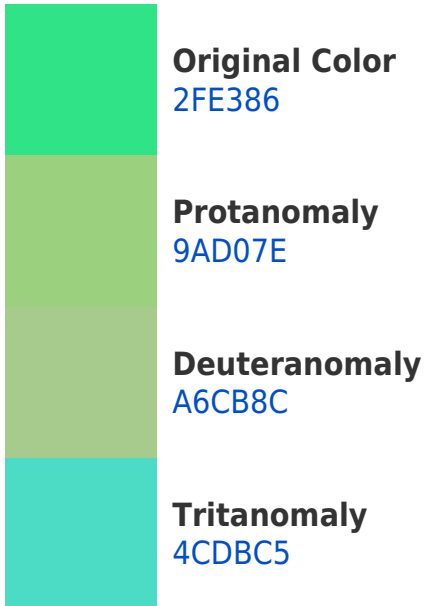 Original Color
2FE386
Protanomaly
9AD07E
Deuteranomaly
A6CB8C
Tritanomaly
4CDBC5